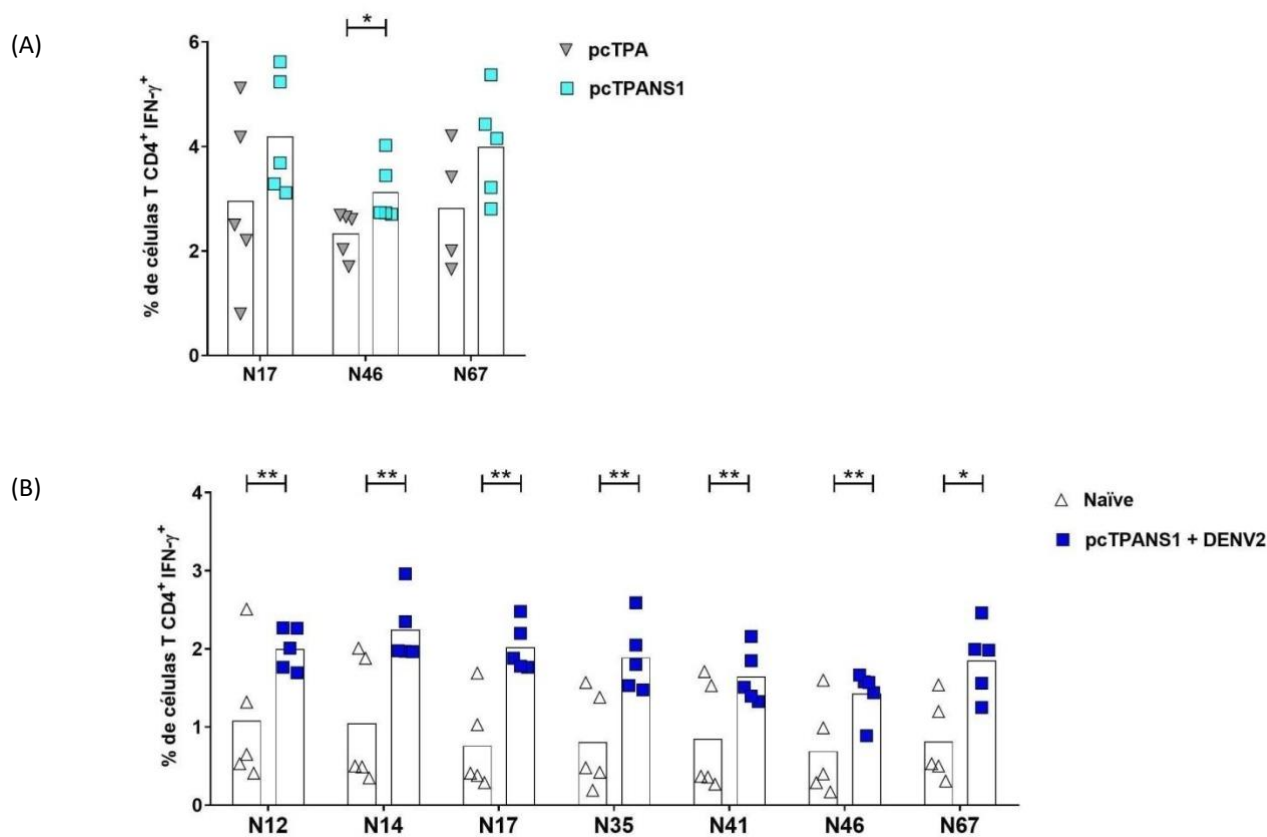 (A)
*
% de células T CD4⁺ IFN-γ⁺
6
4
2
0
N17 N46 N67
pcTPA
pcTPANS1
(B)
** ** ** ** ** ** *
% de células T CD4⁺ IFN-γ⁺
4
3
2
1
0
N12 N14 N17 N35 N41 N46 N67
Naïve
pcTPANS1 + DENV2